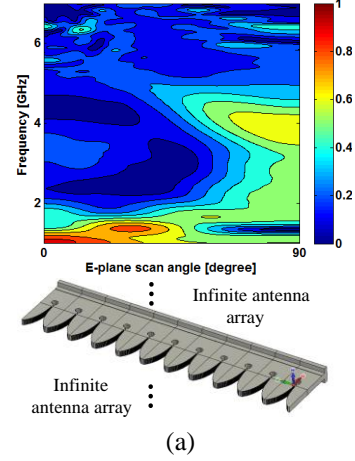 1
6
0.8
Frequency [GHz]
0.6
4
0.4
2
0.2
0
0
90
E-plane scan angle [degree]
Infinite antenna
array
Infinite
antenna array
(a)